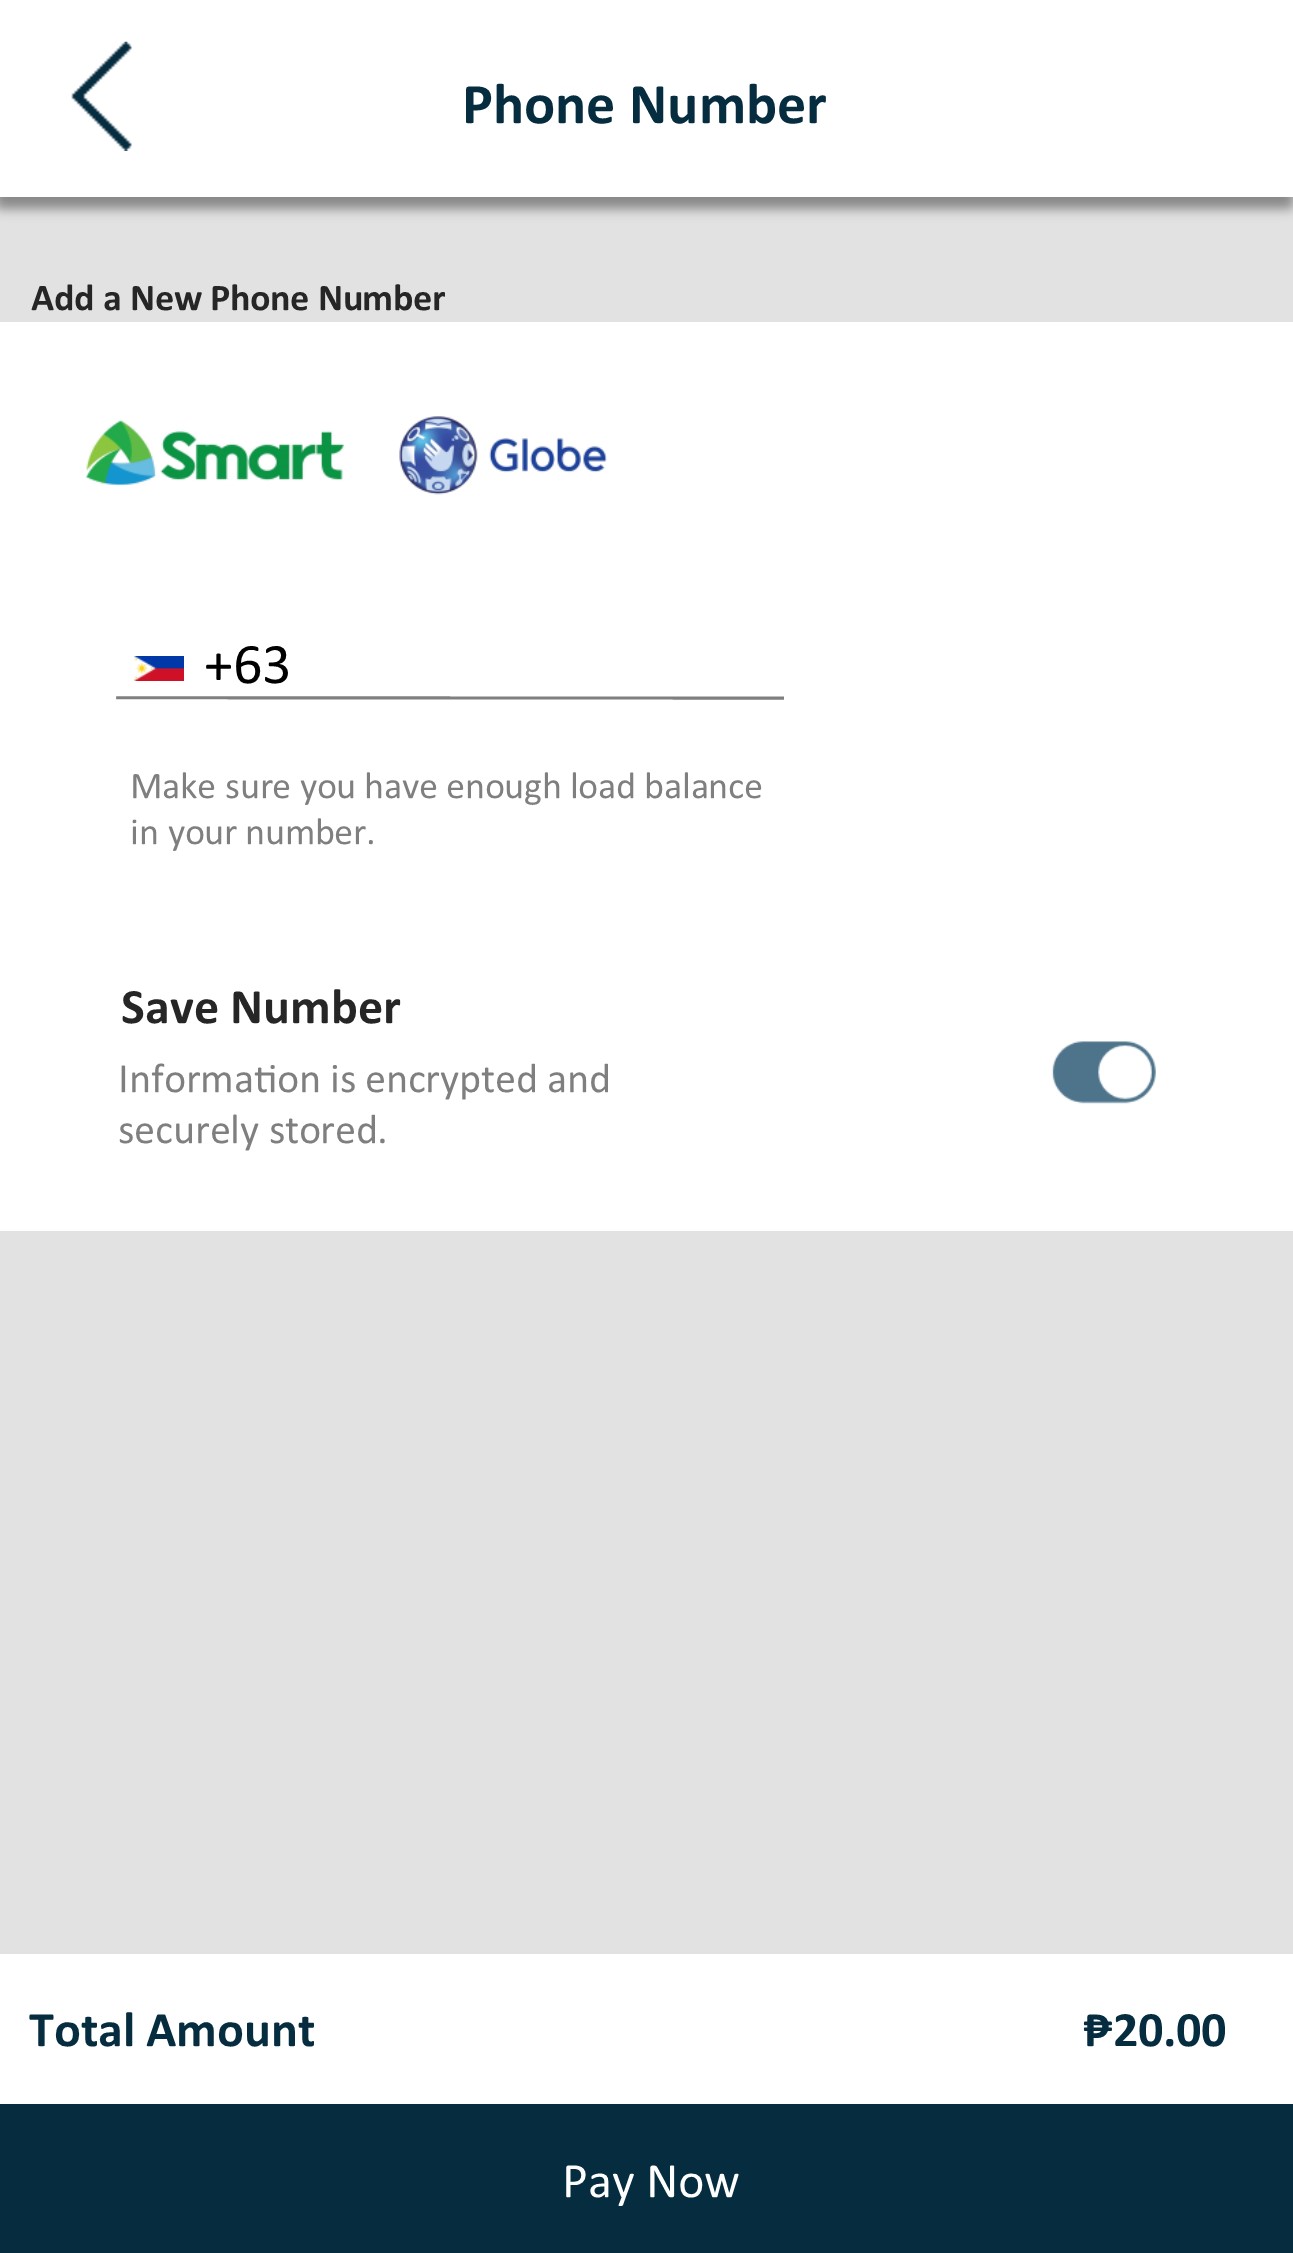 Phone Number
Add a New Phone Number
Smart Globe
+63
Make sure you have enough load balance
in your number.
Save Number
Information is encrypted and
securely stored.
Total Amount ₱20.00
Pay Now